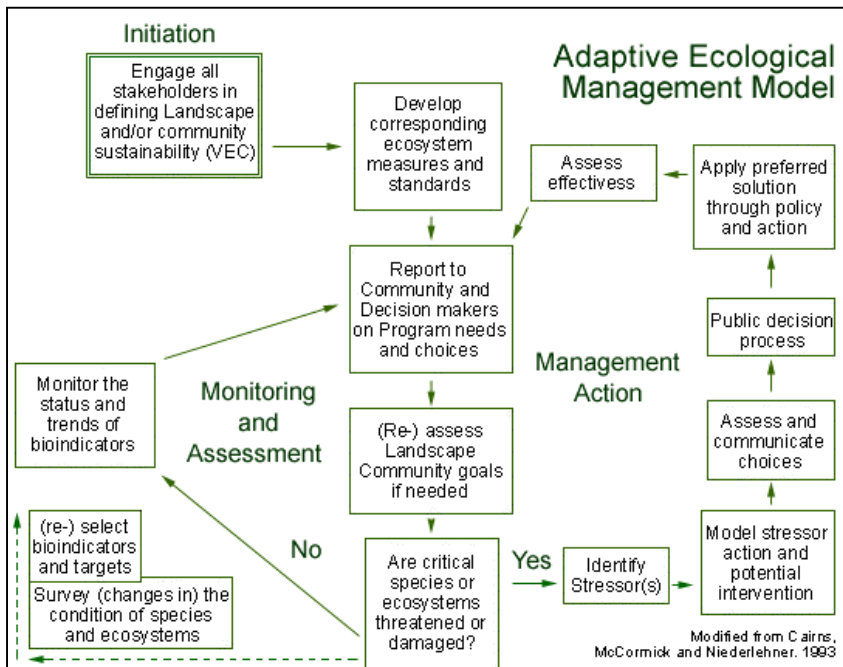 Initiation
Engage all
stakeholders in
defining Landscape
and/or community
sustainability (VEC)
Adaptive Ecological
Management Model
Develop
corresponding
ecosystem
measures and
standards
Assess
effectivess
Apply preferred
solution
through policy
and action
Report to
Community and
Decision makers
on Program needs
and choices
Public decision
process
Management
Action
Monitor the
status and
trends of
bioindicators
Monitoring
and
Assessment
(Re-) assess
Landscape
Community goals
if needed
Assess and
communicate
choices
(re-) select
bioindicators
and targets
Survey (changes in) the
condition of species
and ecosystems
No
Are critical
species or
ecosystems
threatened or
damaged?
Yes
Identify
Stressor(s)
Model stressor
action and
potential
intervention
Modified from Cairns,
McCormick and Niederlehner. 1993